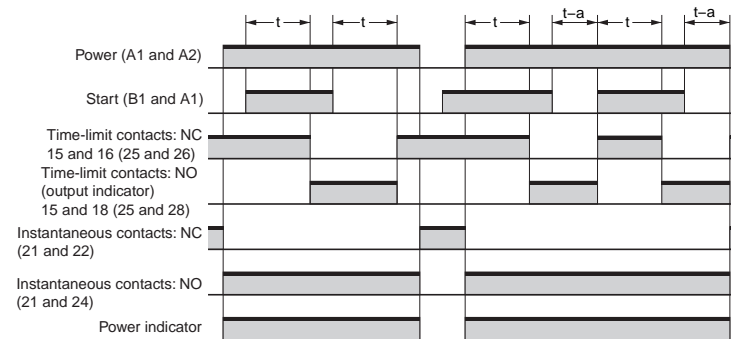 t
t
t
t–a
t
t–a
Power (A1 and A2)
Start (B1 and A1)
Time-limit contacts: NC
15 and 16 (25 and 26)
Time-limit contacts: NO
(output indicator)
15 and 18 (25 and 28)
Instantaneous contacts: NC
(21 and 22)
Instantaneous contacts: NO
(21 and 24)
Power indicator